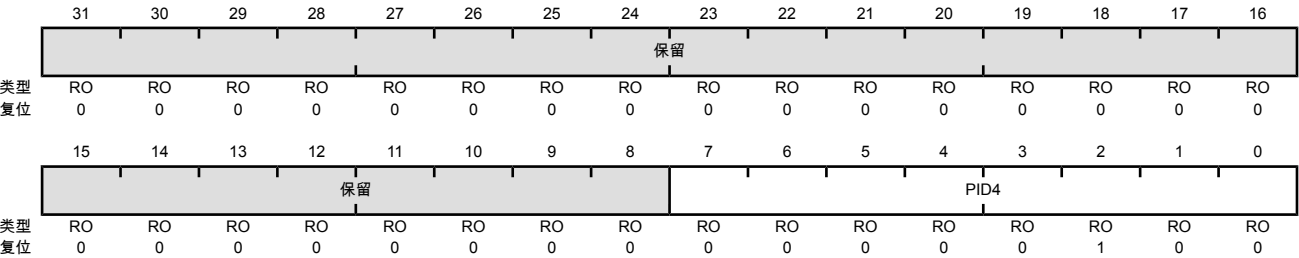 31 30 29 28 27 26 25 24 23 22 21 20 19 18 17 16
保留
类型 RO RO RO RO RO RO RO RO RO RO RO RO RO RO RO RO
复位 0 0 0 0 0 0 0 0 0 0 0 0 0 0 0 0
15 14 13 12 11 10 9 8 7 6 5 4 3 2 1 0
保留 PID4
类型 RO RO RO RO RO RO RO RO RO RO RO RO RO RO RO RO
复位 0 0 0 0 0 0 0 0 0 0 0 0 0 1 0 0